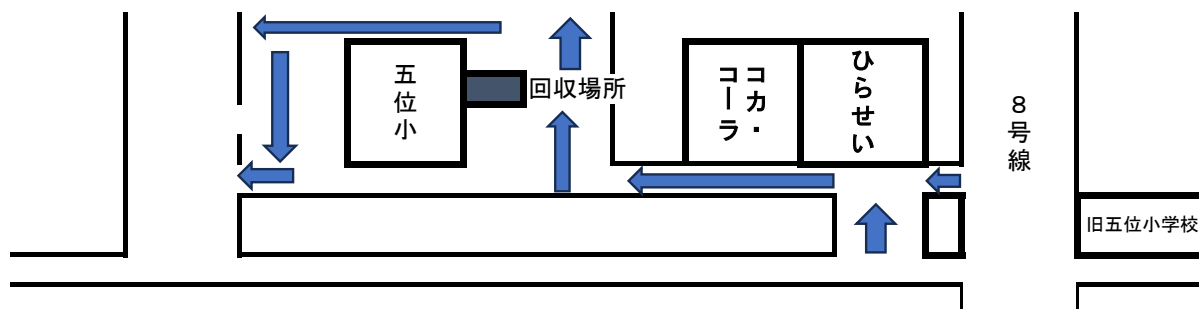 五位小
回収場所
コカ・
コーラ
ひらせい
8号線
旧五位小学校